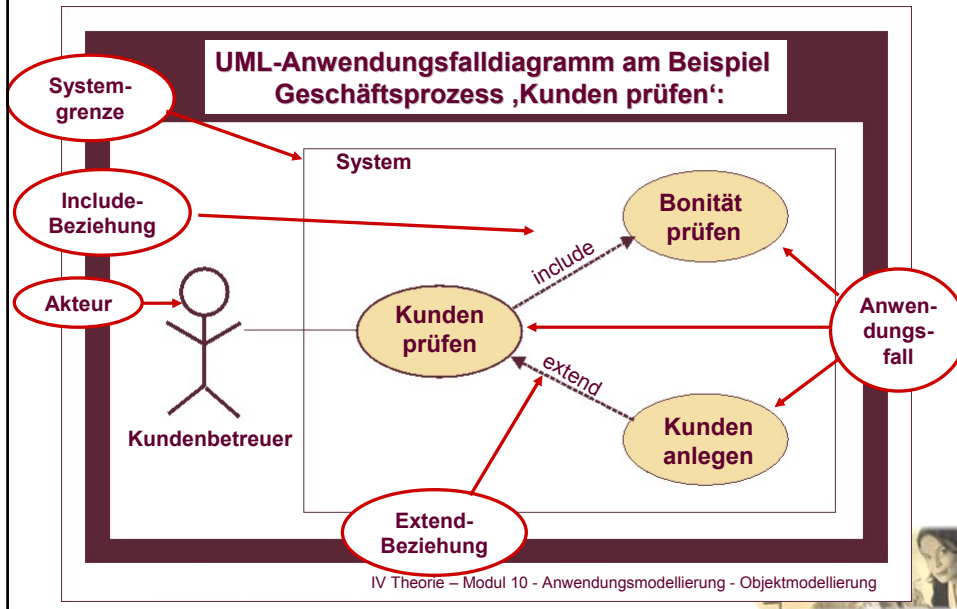 UML-Anwendungsfalldiagramm am Beispiel
Geschäftsprozess ‚Kunden prüfen‘:
System-
grenze
System
Include-
Beziehung
Bonität
prüfen
include
Akteur
Kunden
prüfen
Anwen-
dungs-
fall
extend
Kunden
anlegen
Kundenbetreuer
Extend-
Beziehung
IV Theorie – Modul 10 - Anwendungsmodellierung - Objektmodellierung